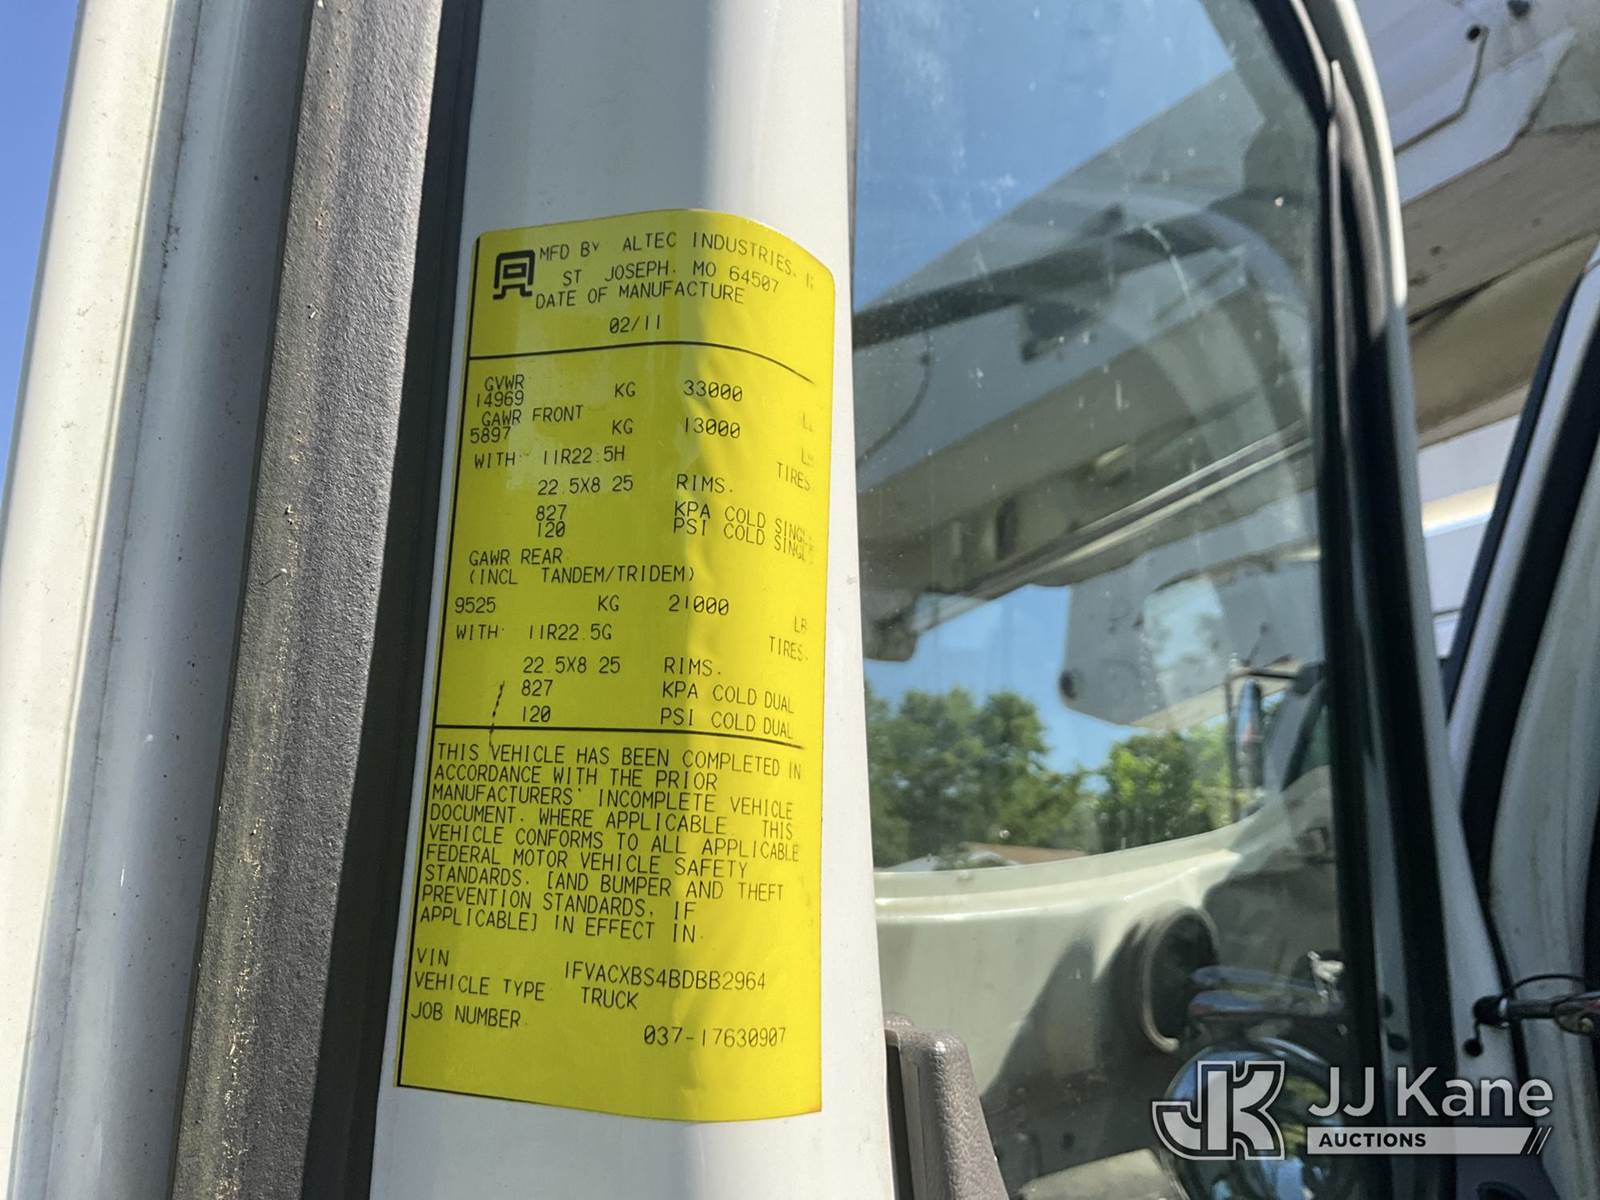 MFD BY ALTEC INDUSTRIES,
ST JOSEPH, MO 64507
DATE OF MANUFACTURE
02/11
GVWR
14969 KG 33000
GAWR FRONT
5897 KG 13000
WITH 11R22.5H TIRES
22.5X8 25 RIMS.
827 KPA COLD
120 PSI COLD
GAWR REAR
(INCL TANDEM/TRIDEM)
9525 KG 21000 LB
WITH 11R22.5G TIRES
22 5X8 25 RIMS.
827 KPA COLD DUAL
120 PSI COLD DUAL
THIS VEHICLE HAS BEEN COMPLETED IN
ACCORDANCE WITH THE PRIOR
MANUFACTURERS' INCOMPLETE VEHICLE
DOCUMENT, WHERE APPLICABLE THIS
VEHICLE CONFORMS TO ALL APPLICABLE
FEDERAL MOTOR VEHICLE SAFETY
STANDARDS, [AND BUMPER AND THEFT
PREVENTION STANDARDS, IF
APPLICABLE] IN EFFECT IN
VIN 1FVACXBS4BDBB2964
VEHICLE TYPE TRUCK
JOB NUMBER 037-17630907
JK JJ Kane
AUCTIONS